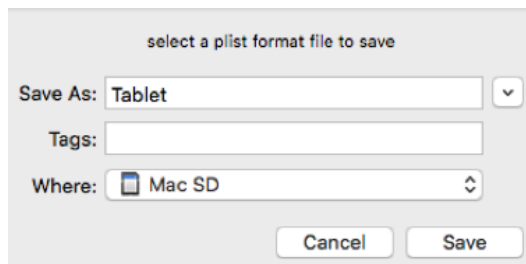 select a plist format file to save
Save As: Tablet
Tags:
Where: Mac SD
Cancel Save